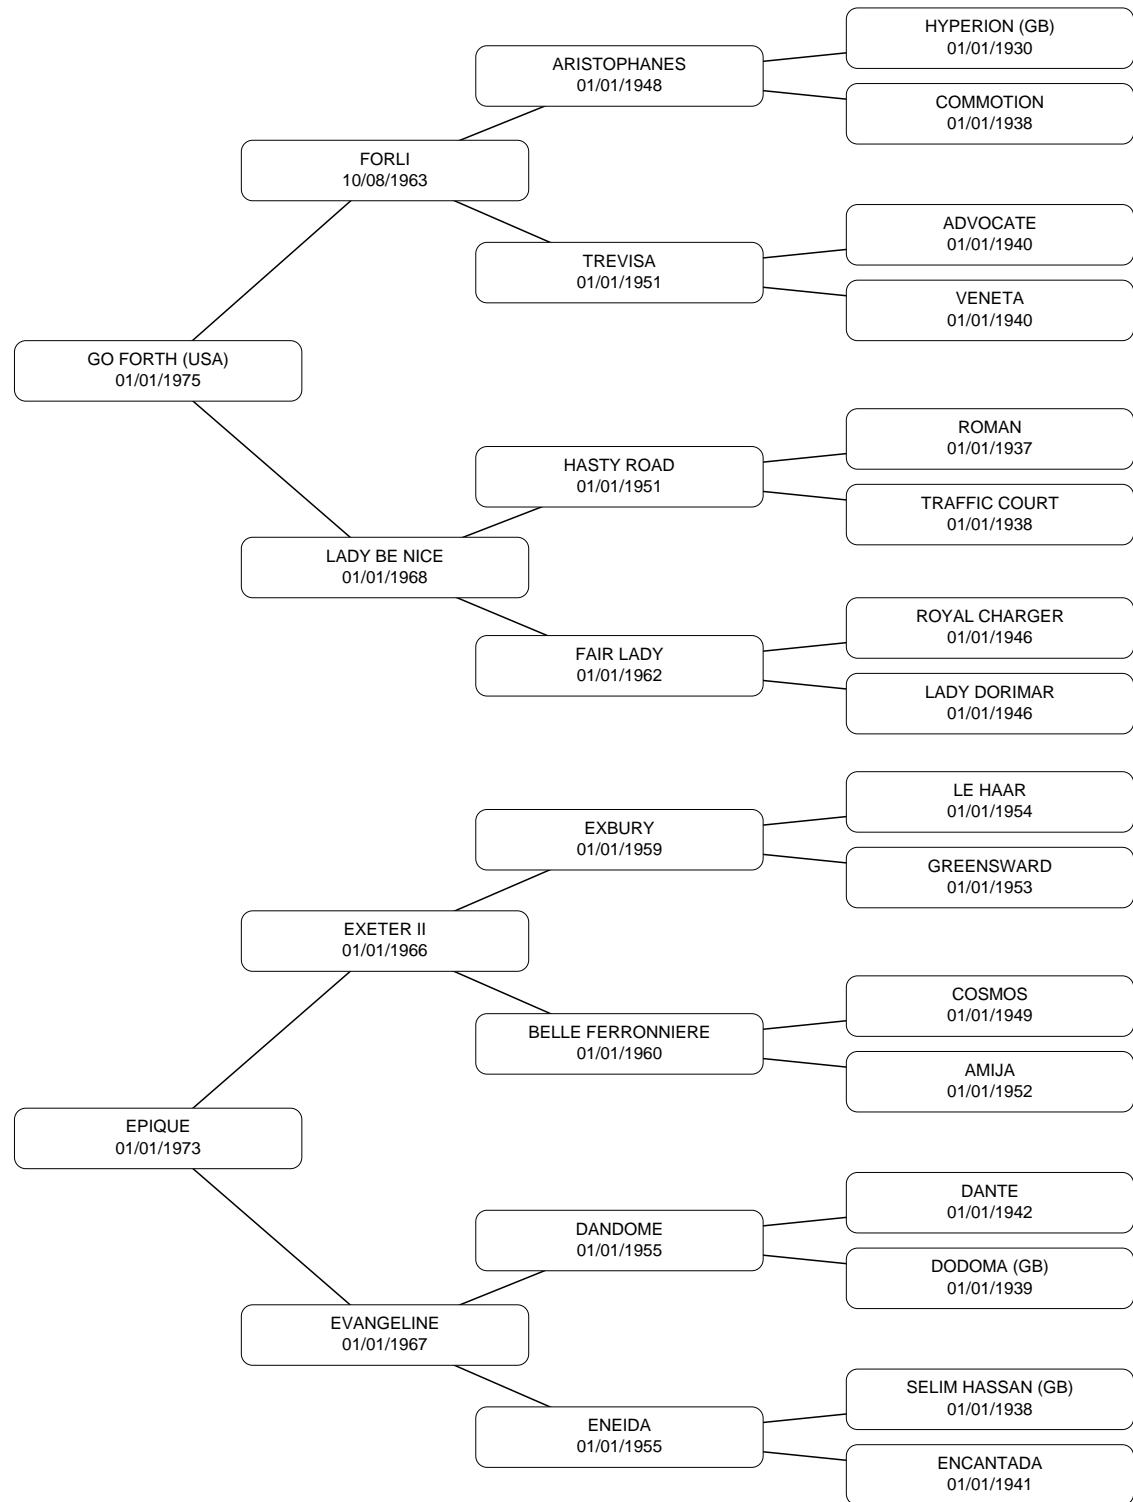 HYPERION (GB)
01/01/1930
ARISTOPHANES
01/01/1948
COMMOTION
01/01/1938
FORLI
10/08/1963
ADVOCATE
01/01/1940
TREVISA
01/01/1951
VENETA
01/01/1940
GO FORTH (USA)
01/01/1975
ROMAN
01/01/1937
HASTY ROAD
01/01/1951
TRAFFIC COURT
01/01/1938
LADY BE NICE
01/01/1968
ROYAL CHARGER
01/01/1946
FAIR LADY
01/01/1962
LADY DORIMAR
01/01/1946
LE HAAR
01/01/1954
EXBURY
01/01/1959
GREENSWARD
01/01/1953
EXETER II
01/01/1966
COSMOS
01/01/1949
BELLE FERRONNIERE
01/01/1960
AMIJA
01/01/1952
EPIQUE
01/01/1973
DANTE
01/01/1942
DANDOME
01/01/1955
DODOMA (GB)
01/01/1939
EVANGELINE
01/01/1967
SELIM HASSAN (GB)
01/01/1938
ENEIDA
01/01/1955
ENCANTADA
01/01/1941